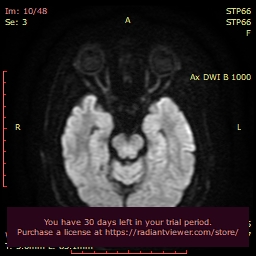 Im: 10/48
Se: 3
A
STP66
STP66
F
Ax DWI B 1000
R
L
You have 30 days left in your trial period.
Purchase a license at https://radiantviewer.com/store/